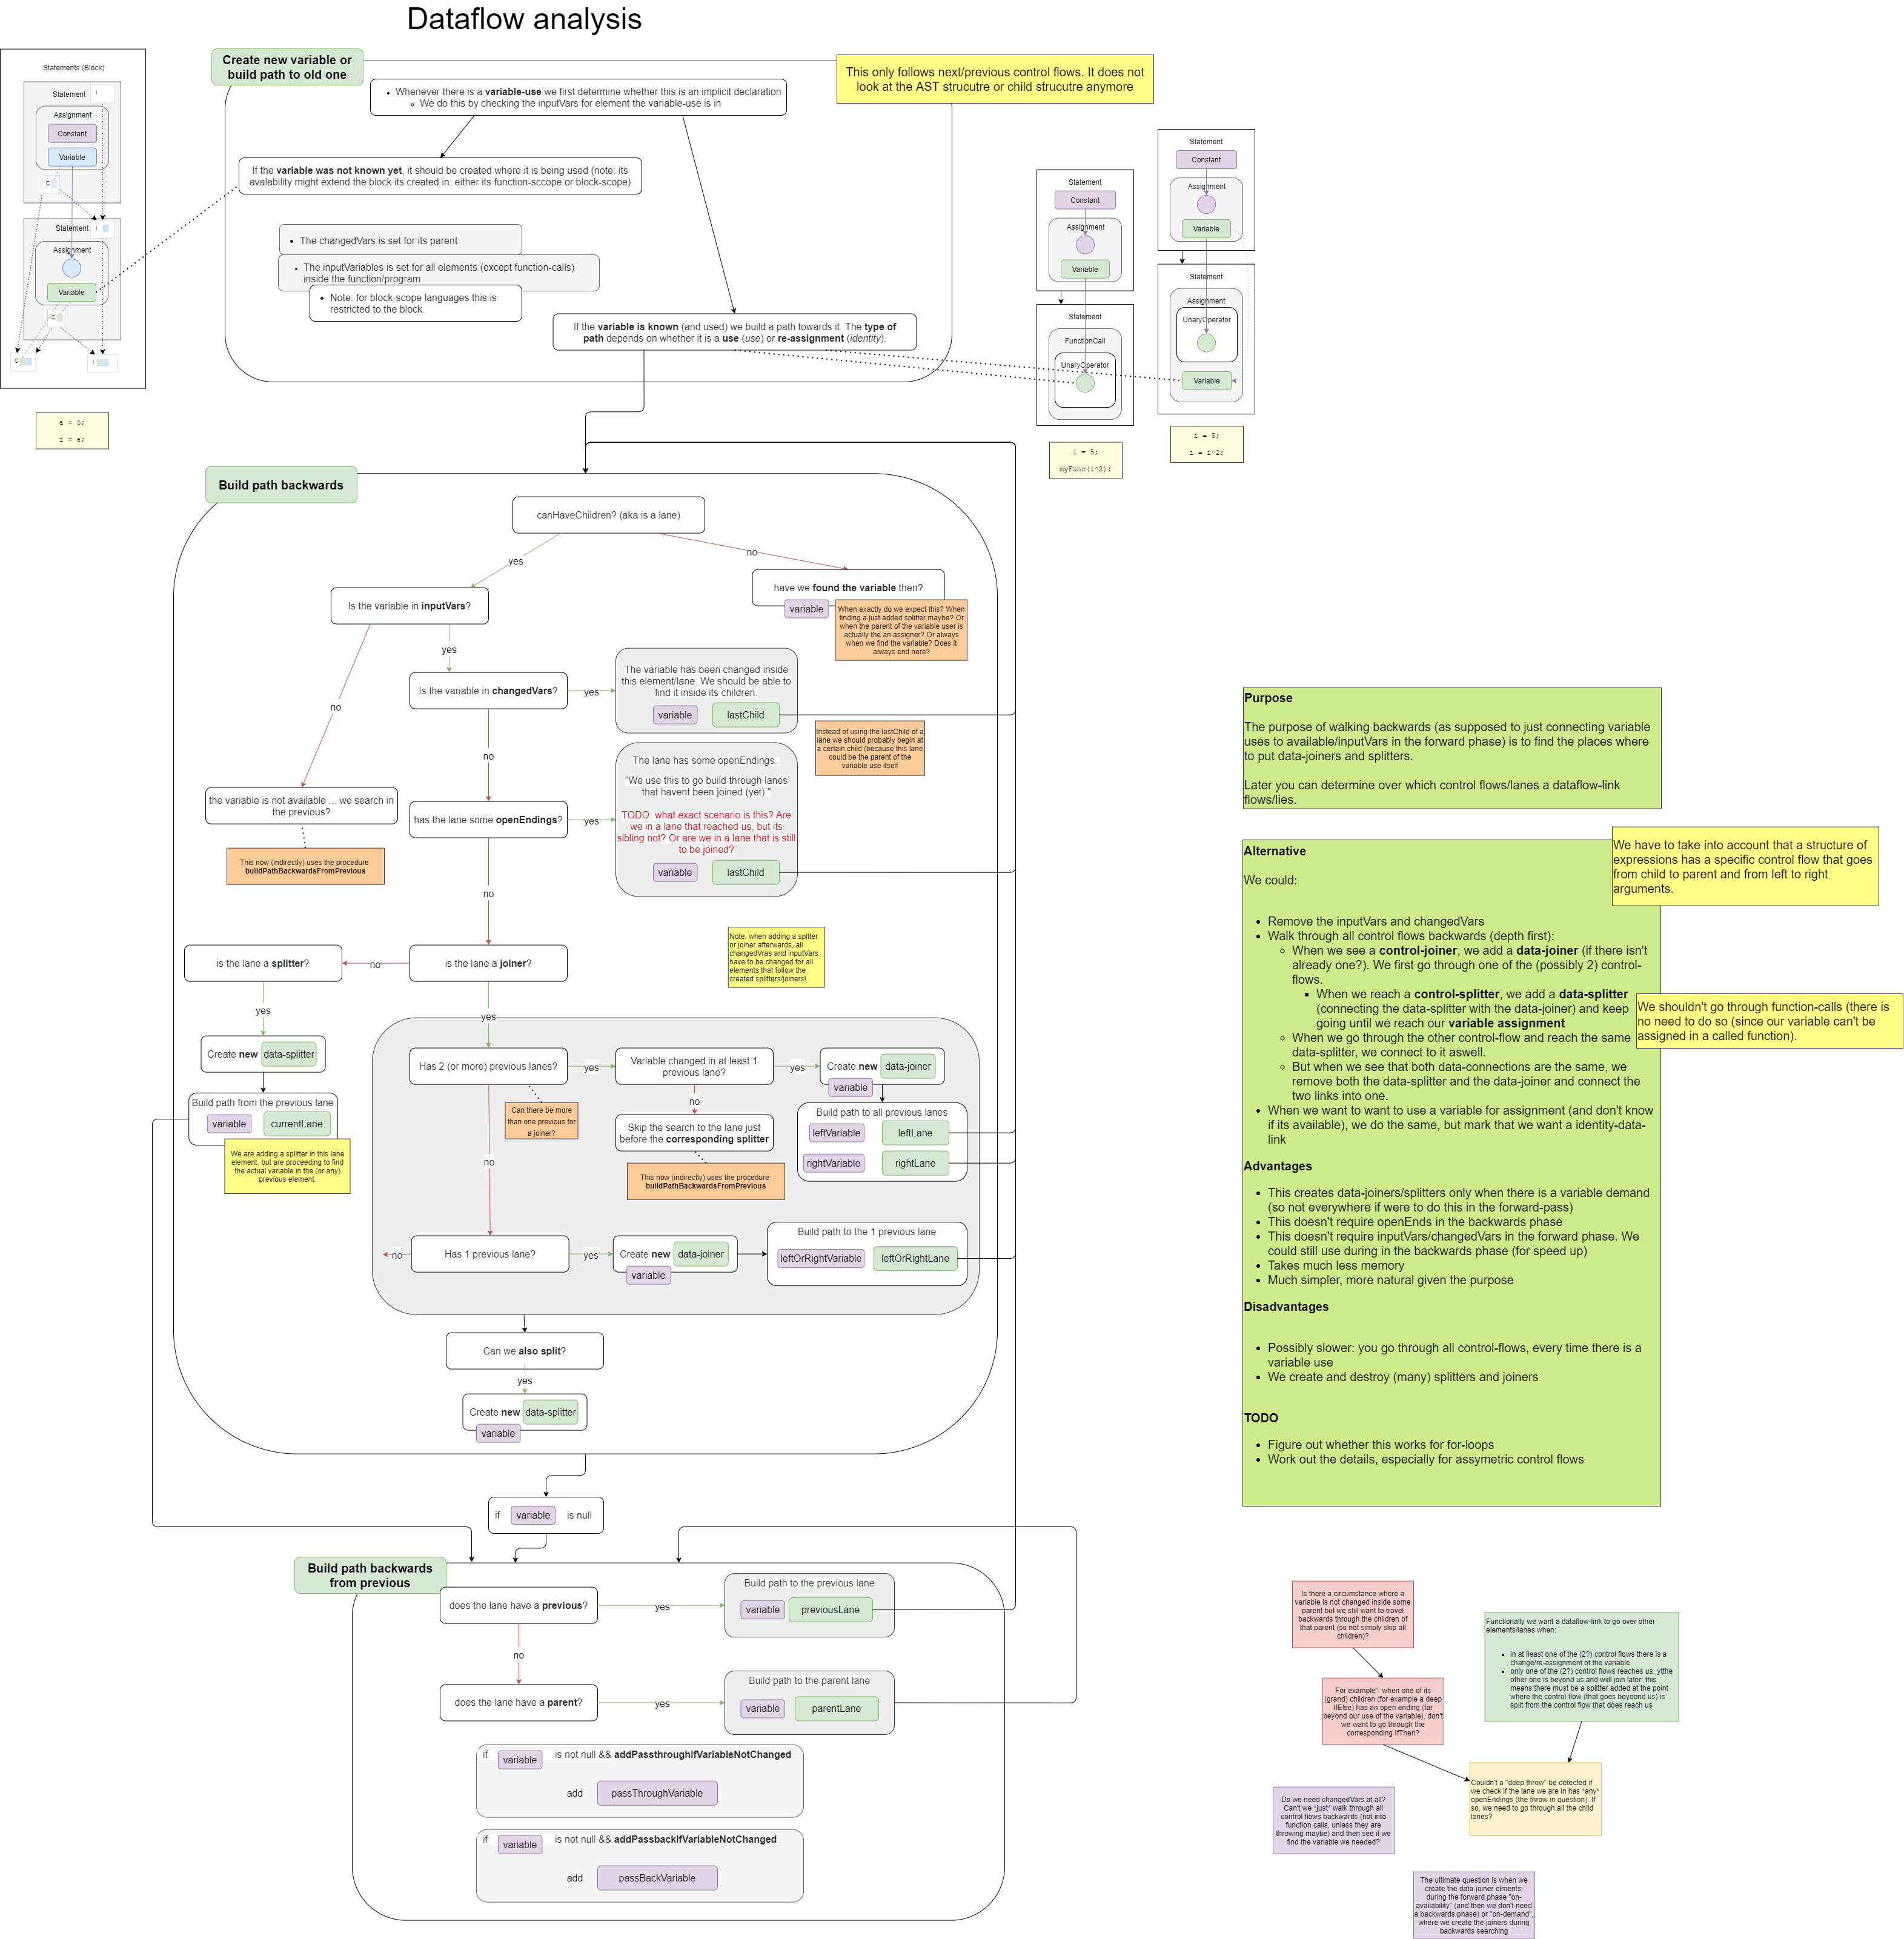 Dataflow analysis
Statements (Block)
Statement
I
Assignment
Constant
Variable
C
Statement
I
Assignment
Variable
C
C
I
a = 5;
i = a;
Create new variable or
build path to old one
This only follows next/previous control flows. It does not
look at the AST strucutre or child strucutre anymore
Whenever there is a variable-use we first determine whether this is an implicit declaration
We do this by checking the inputVars for element the variable-use is in
If the variable was not known yet, it should be created where it is being used (note: its
avalability might extend the block its created in: either its function-sccope or block-scope)
The changedVars is set for its parent
The inputVariables is set for all elements (except function-calls)
inside the function/program
Note: for block-scope languages this is
restricted to the block.
If the variable is known (and used) we build a path towards it. The type of
path depends on whether it is a use (use) or re-assignment (identity).
Statement
Constant
Assignment
Variable
Statement
FunctionCall
UnaryOperator
i = 5;
myFunc(i^2);
Statement
Constant
Assignment
Variable
Statement
Assignment
UnaryOperator
Variable
i = 5;
i = i^2;
Build path backwards
canHaveChildren? (aka is a lane)
yes
no
Is the variable in inputVars?
have we found the variable then?
variable
When exactly do we expect this? When
finding a just added splitter maybe? Or
when the parent of the variable user is
actually the an assigner? Or always
when we find the variable? Does it
always end here?
yes
no
Is the variable in changedVars?
yes
The variable has been changed inside
this element/lane. We should be able to
find it inside its children.
variable
lastChild
Instead of using the lastChild of a
lane we should probably begin at
a certain child (because this lane
could be the parent of the
variable use itself
no
The lane has some openEndings.
"We use this to go build through lanes
that havent been joined (yet)."
TODO: what exact scenario is this? Are
we in a lane that reached us, but its
sibling not? Or are we in a lane that is still
to be joined?
variable
lastChild
the variable is not available ... we search in
the previous?
has the lane some openEndings?
yes
This now (indirectly) uses the procedure
buildPathBackwardsFromPrevious
no
Note: when adding a spltter
or joiner afterwards, all
changedVras and inputVars
have to be changed for all
elements that follow the
created splitters/joiners!
is the lane a splitter?
no
is the lane a joiner?
yes
yes
Create new
data-splitter
Build path from the previous lane
variable
currentLane
We are adding a splitter in this lane
element, but are proceeding to find
the actual variable in the (or any)
previous element.
Has 2 (or more) previous lanes?
yes
Variable changed in at least 1
previous lane?
yes
Create new
data-joiner
variable
Can there be more
than one previous for
a joiner?
no
Skip the search to the lane just
before the corresponding splitter
This now (indirectly) uses the procedure
buildPathBackwardsFromPrevious
Build path to all previous lanes
leftVariable
leftLane
rightVariable
rightLane
no
no
Has 1 previous lane?
yes
Create new
data-joiner
variable
Build path to the 1 previous lane
leftOrRightVariable
leftOrRightLane
Can we also split?
yes
Create new
data-splitter
variable
if
variable
is null
Build path backwards
from previous
does the lane have a previous?
yes
Build path to the previous lane
variable
previousLane
no
does the lane have a parent?
yes
Build path to the parent lane
variable
parentLane
if
variable
is not null && addPassthroughIfVariableNotChanged
add
passThroughVariable
if
variable
is not null && addPassbackIfVariableNotChanged
add
passBackVariable
Purpose
The purpose of walking backwards (as supposed to just connecting variable
uses to available/inputVars in the forward phase) is to find the places where
to put data-joiners and splitters.
Later you can determine over which control flows/lanes a dataflow-link
flows/lies.
Alternative
We could:
Remove the inputVars and changedVars
Walk through all control flows backwards (depth first):
When we see a control-joiner, we add a data-joiner (if there isn't
already one?). We first go through one of the (possibly 2) control-
flows.
When we reach a control-splitter, we add a data-splitter
(connecting the data-splitter with the data-joiner) and keep
going until we reach our variable assignment
When we go through the other control-flow and reach the same
data-splitter, we connect to it aswell.
But when we see that both data-connections are the same, we
remove both the data-splitter and the data-joiner and connect the
two links into one.
When we want to want to use a variable for assignment (and don't know
if its available), we do the same, but mark that we want a identity-data-
link
Advantages
This creates data-joiners/splitters only when there is a variable demand
(so not everywhere if were to do this in the forward-pass)
This doesn't require openEnds in the backwards phase
This doesn't require inputVars/changedVars in the forward phase. We
could still use during in the backwards phase (for speed up)
Takes much less memory
Much simpler, more natural given the purpose
Disadvantages
Possibly slower: you go through all control-flows, every time there is a
variable use
We create and destroy (many) splitters and joiners
TODO
Figure out whether this works for for-loops
Work out the details, especially for assymetric control flows
We have to take into account that a structure of
expressions has a specific control flow that goes
from child to parent and from left to right
arguments.
We shouldn't go through function-calls (there is
no need to do so (since our variable can't be
assigned in a called function).
Is there a circumstance where a
variable is not changed inside some
parent but we still want to travel
backwards through the children of
that parent (so not simply skip all
children)?
For example": when one of its
(grand) children (for example a deep
IfElse) has an open ending (far
beyond our use of the variable), don't
we want to go through the
corresponding IfThen?
Functionally we want a dataflow-link to go over other
elements/lanes when:
in at lleast one of the (2?) control flows there is a
change/re-assignment of the variable
only one of the (2?) control flows reaches us, ytthe
other one is beyond us and willl join later: this
means there must be a splitter added at the point
where the control-flow (that goes beyoond us) is
split from the control flow that does reach us
Couldn't a "deep throw" be detected if
we check if the lane we are in has *any*
openEndings (the throw in question). If
so, we need to go through all the child
lanes?
Do we need changedVars at all?
Can't we *just* walk through all
control flows backwards (not into
function calls, unless they are
throwing maybe) and then see if we
find the variable we needed?
The ultimate question is when we
create the data-joiner elments:
during the forward phase "on-
availability" (and then we don't need
a backwards phase) or "on-demand",
where we create the joiners during
backwards searching